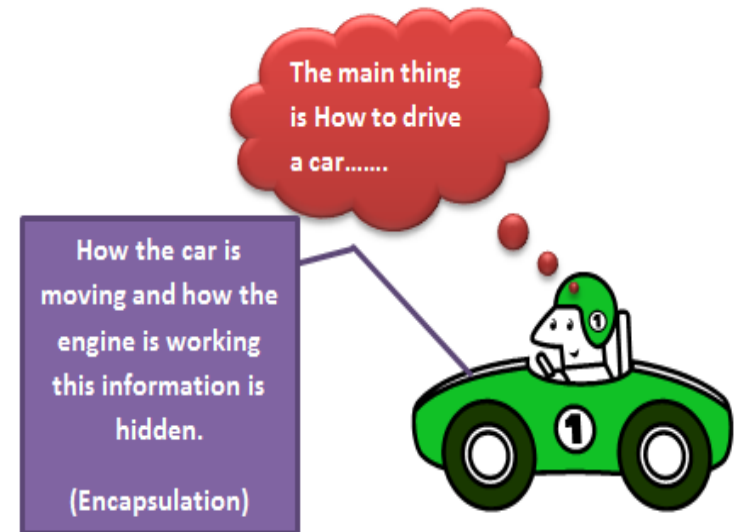 The main thing
is How to drive
a car.......
How the car is
moving and how the
engine is working
this information is
hidden.
(Encapsulation)
1
1